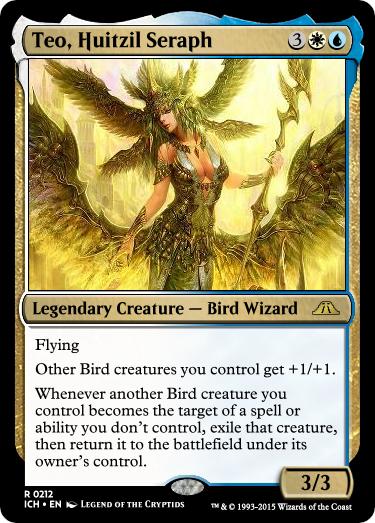 Teo, Huitzil Seraph 3
Legendary Creature — Bird Wizard
Flying
Other Bird creatures you control get +1/+1.
Whenever another Bird creature you
control becomes the target of a spell or
ability you don't control, exile that creature,
then return it to the battlefield under its
owner's control.
3/3
R 0212
ICH • EN Legend of the Cryptids
™ & © 1993-2015 Wizards of the Coast